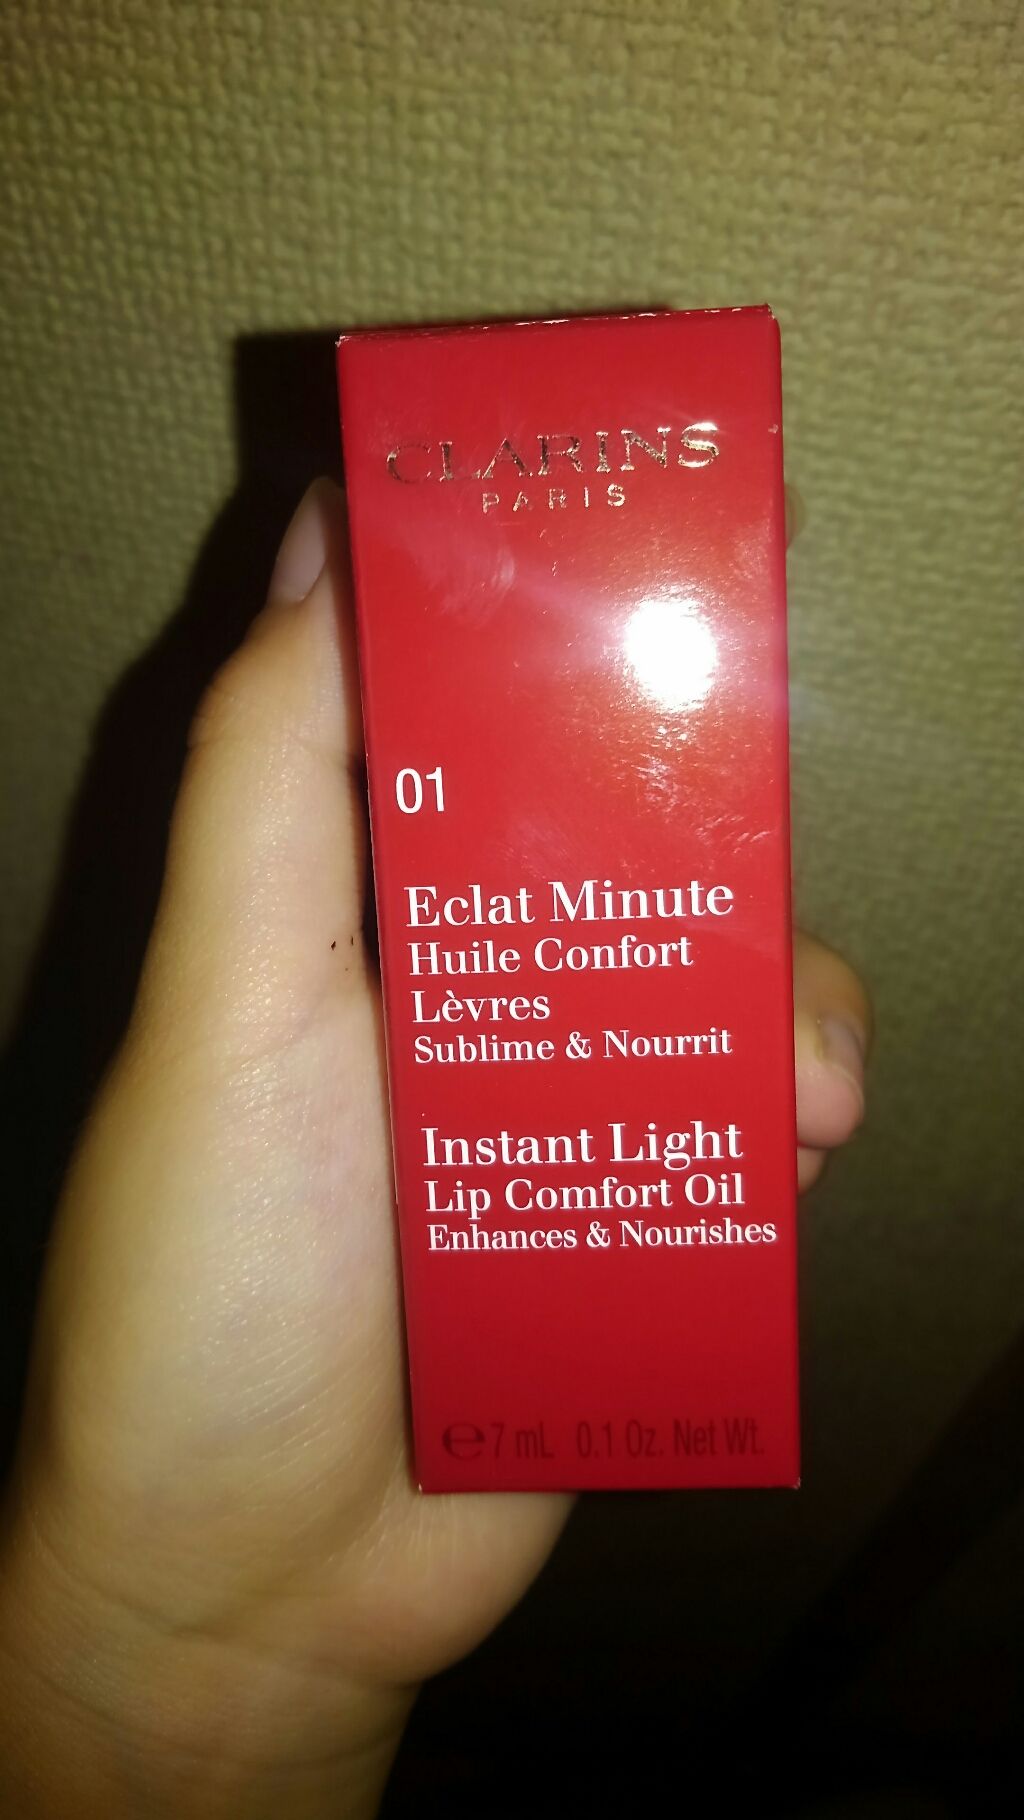 CLARINS
PARIS
01
Eclat Minute
Huile Confort
Lèvres
Sublime & Nourrit
Instant Light
Lip Comfort Oil
Enhances & Nourishes
℮7 mL 0.1 Oz. Net Wt.